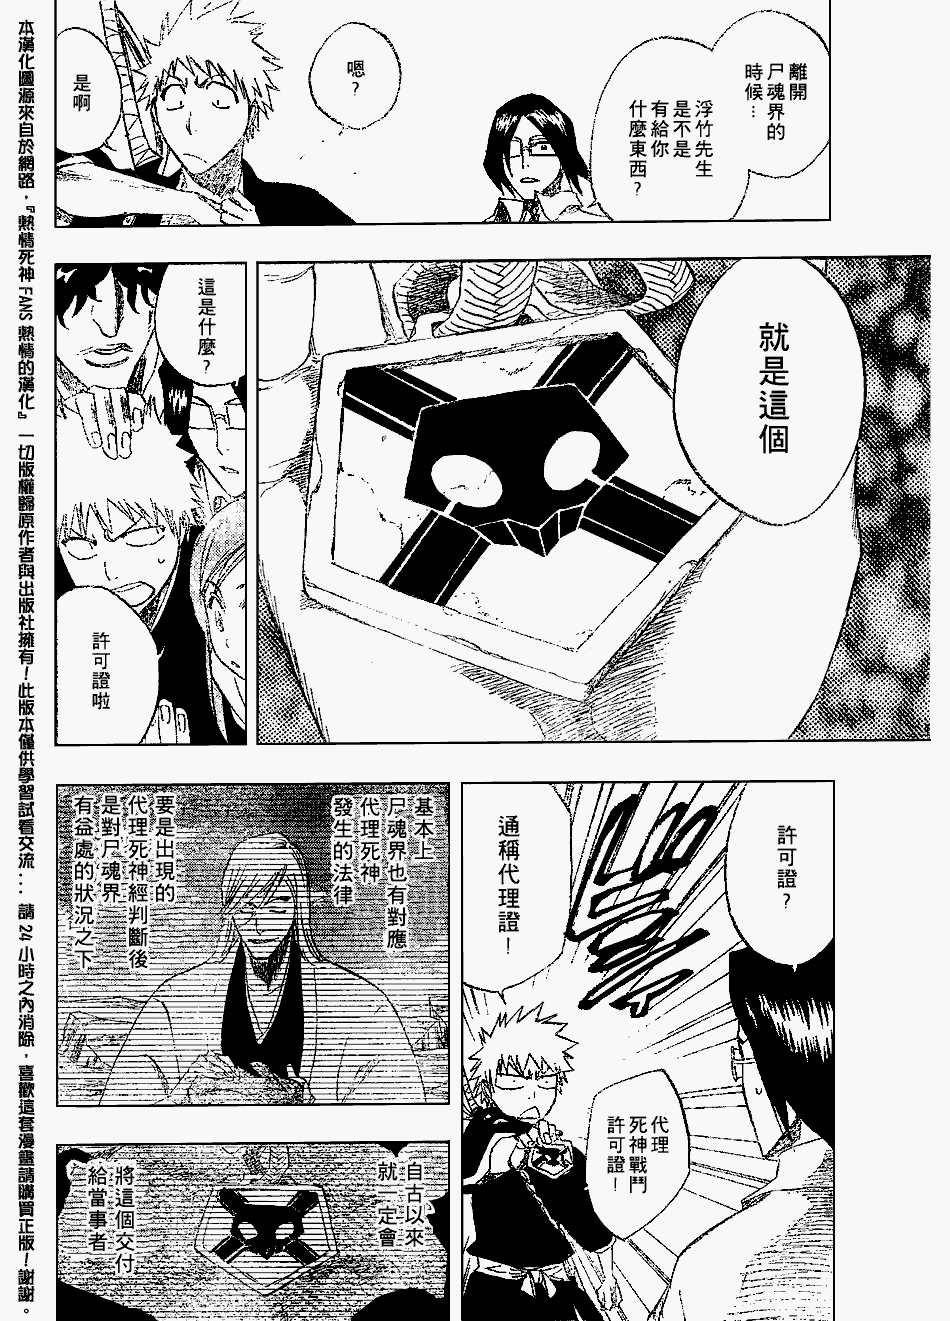 離開
尸魂界的
時候…
浮竹先生
是不是
有給你
什麼東西?
嗯?
是啊
就是這個
這是什麼?
許可證啦
許可證?
通稱代理證!
代理
死神戰鬥
許可證!
基本上
尸魂界也有對應
代理死神
發生的法律
要是出現的
代理死神經判斷後
是對尸魂界
有益處的狀況之下
自古以來
就一定會
將這個交付
給當事者
本漢化圖源來自於網路,『熱情死神FANS熱情的漢化』一切版權歸原作者與出版社擁有!此版本僅供學習試看交流... 請24小時之內消除,喜歡這套漫畫請購買正版!謝謝。